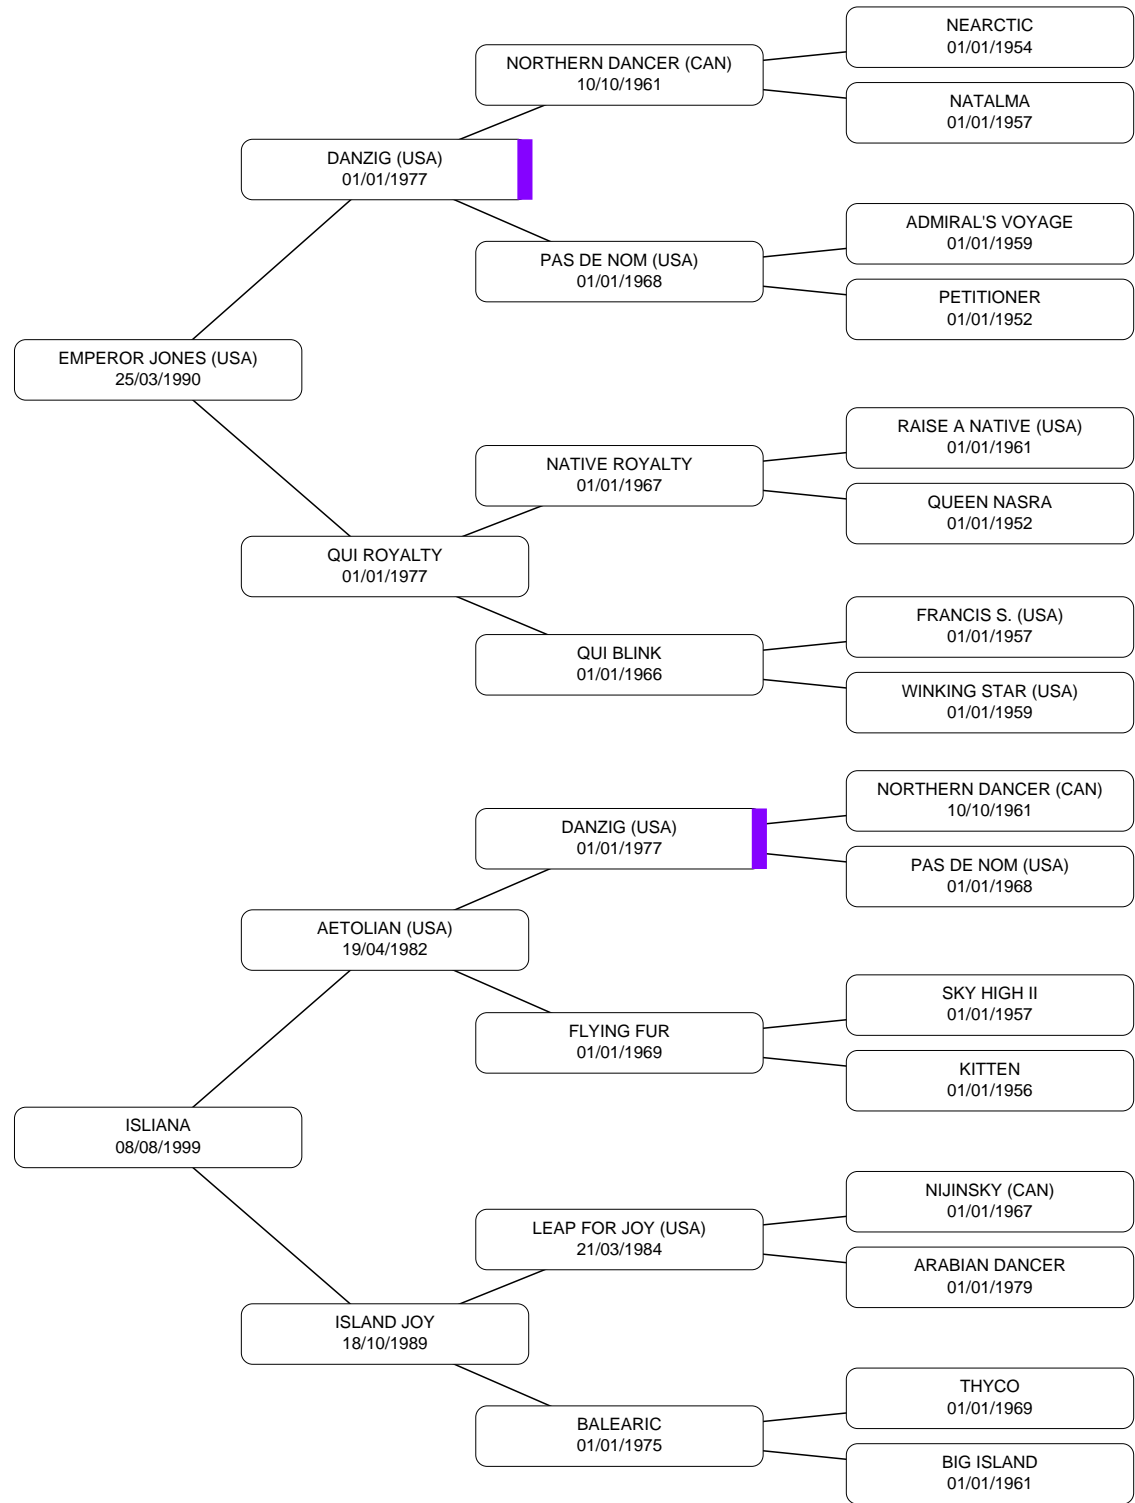 NEARCTIC
01/01/1954
NORTHERN DANCER (CAN)
10/10/1961
NATALMA
01/01/1957
DANZIG (USA)
01/01/1977
ADMIRAL'S VOYAGE
01/01/1959
PAS DE NOM (USA)
01/01/1968
PETITIONER
01/01/1952
EMPEROR JONES (USA)
25/03/1990
RAISE A NATIVE (USA)
01/01/1961
NATIVE ROYALTY
01/01/1967
QUEEN NASRA
01/01/1952
QUI ROYALTY
01/01/1977
FRANCIS S. (USA)
01/01/1957
QUI BLINK
01/01/1966
WINKING STAR (USA)
01/01/1959
NORTHERN DANCER (CAN)
10/10/1961
DANZIG (USA)
01/01/1977
PAS DE NOM (USA)
01/01/1968
AETOLIAN (USA)
19/04/1982
SKY HIGH II
01/01/1957
FLYING FUR
01/01/1969
KITTEN
01/01/1956
ISLIANA
08/08/1999
NIJINSKY (CAN)
01/01/1967
LEAP FOR JOY (USA)
21/03/1984
ARABIAN DANCER
01/01/1979
ISLAND JOY
18/10/1989
THYCO
01/01/1969
BALEARIC
01/01/1975
BIG ISLAND
01/01/1961